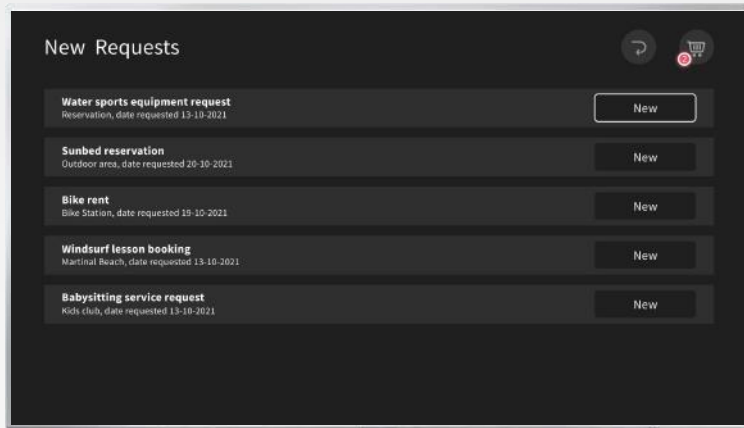 New Requests
2
Water sports equipment request
Reservation, date requested 13-10-2021
New
Sunbed reservation
Outdoor area, date requested 20-10-2021
New
Bike rent
Bike Station, date requested 19-10-2021
New
Windsurf lesson booking
Martinal Beach, date requested 13-10-2021
New
Babysitting service request
Kids club, date requested 13-10-2021
New